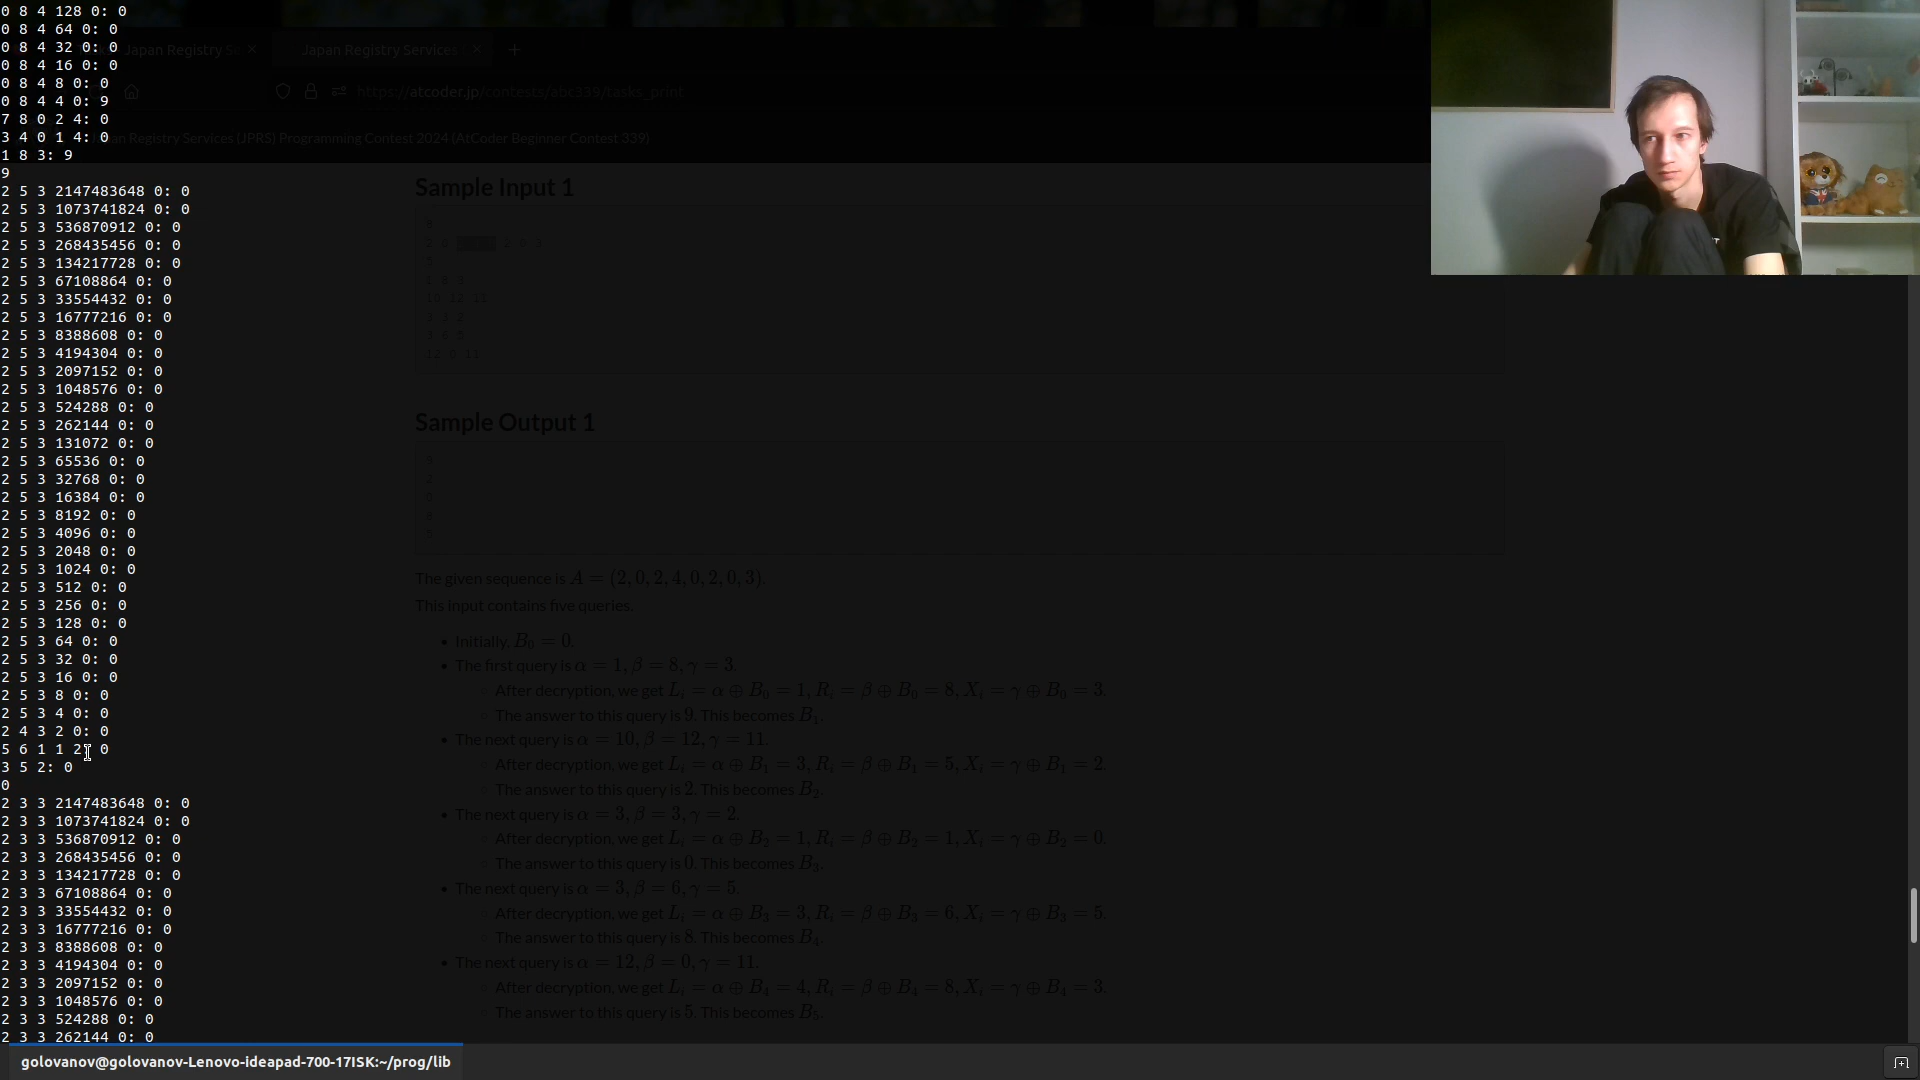 0 8 4 128 0: 0
0 8 4 64 0: 0
0 8 4 32 0: 0
0 8 4 16 0: 0
0 8 4 8 0: 0
0 8 4 4 0: 9
7 8 0 2 4: 0
3 4 0 1 4: 0
1 8 3: 9
9
2 5 3 2147483648 0: 0
2 5 3 1073741824 0: 0
2 5 3 536870912 0: 0
2 5 3 268435456 0: 0
2 5 3 134217728 0: 0
2 5 3 67108864 0: 0
2 5 3 33554432 0: 0
2 5 3 16777216 0: 0
2 5 3 8388608 0: 0
2 5 3 4194304 0: 0
2 5 3 2097152 0: 0
2 5 3 1048576 0: 0
2 5 3 524288 0: 0
2 5 3 262144 0: 0
2 5 3 131072 0: 0
2 5 3 65536 0: 0
2 5 3 32768 0: 0
2 5 3 16384 0: 0
2 5 3 8192 0: 0
2 5 3 4096 0: 0
2 5 3 2048 0: 0
2 5 3 1024 0: 0
2 5 3 512 0: 0
2 5 3 256 0: 0
2 5 3 128 0: 0
2 5 3 64 0: 0
2 5 3 32 0: 0
2 5 3 16 0: 0
2 5 3 8 0: 0
2 5 3 4 0: 0
2 4 3 2 0: 0
5 6 1 1 2: 0
3 5 2: 0
0
2 3 3 2147483648 0: 0
2 3 3 1073741824 0: 0
2 3 3 536870912 0: 0
2 3 3 268435456 0: 0
2 3 3 134217728 0: 0
2 3 3 67108864 0: 0
2 3 3 33554432 0: 0
2 3 3 16777216 0: 0
2 3 3 8388608 0: 0
2 3 3 4194304 0: 0
2 3 3 2097152 0: 0
2 3 3 1048576 0: 0
2 3 3 524288 0: 0
2 3 3 262144 0: 0
Japan Registry S
Japan Registry Services
https://atcoder.jp/contests/abc339/tasks_print
Registry Services (JPRS) Programming Contest 2024 (AtCoder Beginner Contest 339)
Sample Input 1
10 12 11
Sample Output 1
The given sequence is A = (2, 0, 2, 4, 0, 2, 0, 3).
This input contains five queries.
• Initially, B₀ = 0.
• The first query is α = 1, β = 8, γ = 3.
◦ After decryption, we get Lᵢ = α ⊕ B₀ = 1, Rᵢ = β ⊕ B₀ = 8, Xᵢ = γ ⊕ B₀ = 3.
◦ The answer to this query is 9. This becomes B₁.
• The next query is α = 10, β = 12, γ = 11.
◦ After decryption, we get Lᵢ = α ⊕ B₁ = 3, Rᵢ = β ⊕ B₁ = 5, Xᵢ = γ ⊕ B₁ = 2.
◦ The answer to this query is 2. This becomes B₂.
• The next query is α = 3, β = 3, γ = 2.
◦ After decryption, we get Lᵢ = α ⊕ B₂ = 1, Rᵢ = β ⊕ B₂ = 1, Xᵢ = γ ⊕ B₂ = 0.
◦ The answer to this query is 0. This becomes B₃.
• The next query is α = 3, β = 6, γ = 5.
◦ After decryption, we get Lᵢ = α ⊕ B₃ = 3, Rᵢ = β ⊕ B₃ = 6, Xᵢ = γ ⊕ B₃ = 5.
◦ The answer to this query is 8. This becomes B₄.
• The next query is α = 12, β = 0, γ = 11.
◦ After decryption, we get Lᵢ = α ⊕ B₄ = 4, Rᵢ = β ⊕ B₄ = 8, Xᵢ = γ ⊕ B₄ = 3.
◦ The answer to this query is 5. This becomes B₅.
golovanov@golovanov-Lenovo-ideapad-700-17ISK:~/prog/lib